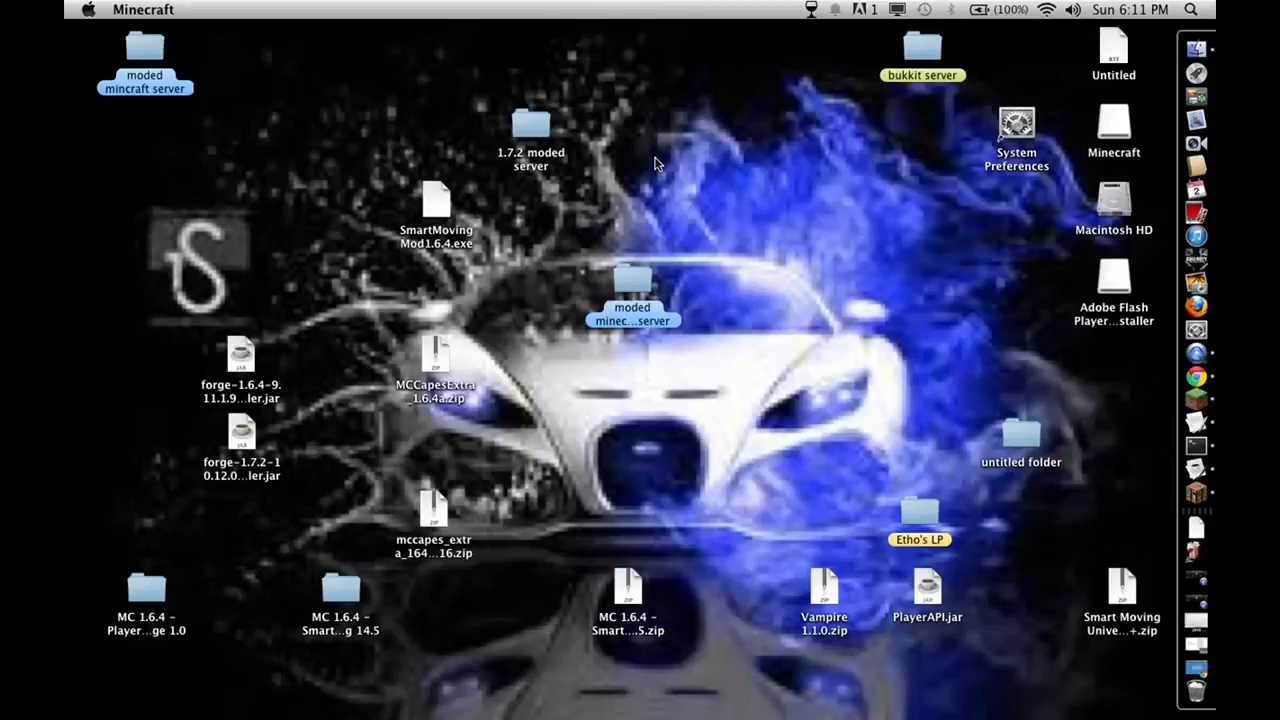 Minecraft
1 (100%) Sun 6:11 PM
moded
mincraft server
bukkit server
Untitled
1.7.2 moded
server
System
Preferences
Minecraft
SmartMoving
Mod1.6.4.exe
Macintosh HD
moded
minec...server
Adobe Flash
Player...staller
forge-1.6.4-9.
11.1.9...ler.jar
MCCapesExtra
_1.6.4a.zip
forge-1.7.2-1
0.12.0...ler.jar
untitled folder
mccapes_extr
a_164...16.zip
Etho's LP
MC 1.6.4 -
Player...ge 1.0
MC 1.6.4 -
Smart...g 14.5
MC 1.6.4 -
Smart...5.zip
Vampire
1.1.0.zip
PlayerAPI.jar
Smart Moving
Unive...+.zip